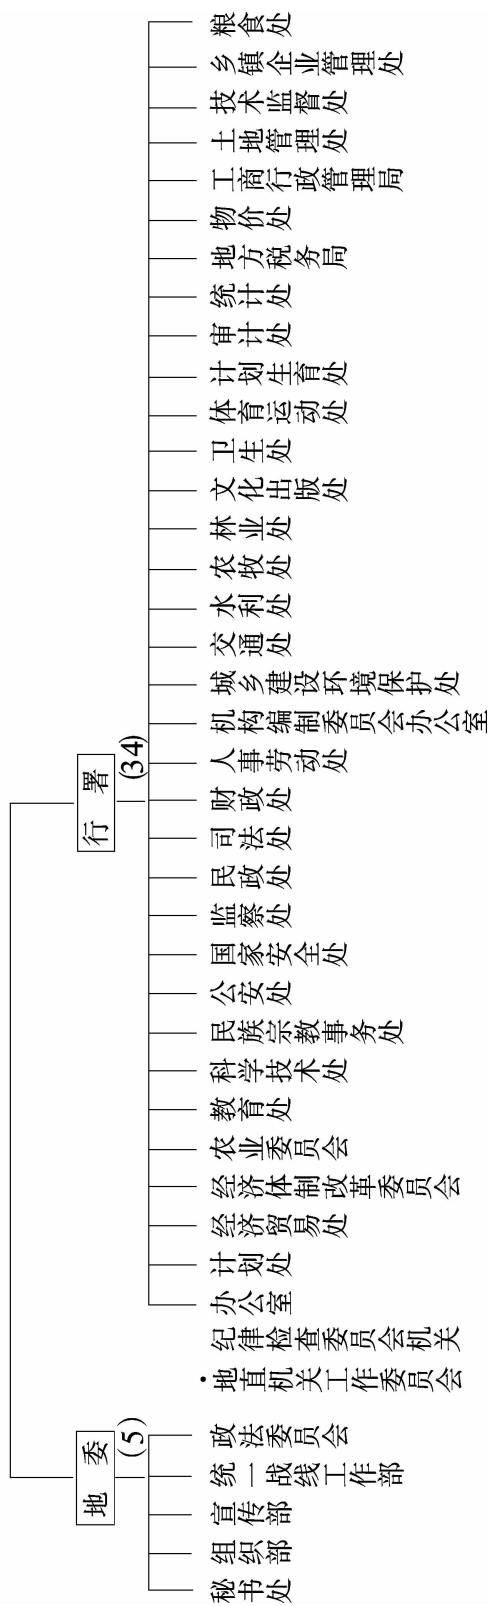 地委
(5)
秘书处
组织部
宣传部
统一战线工作部
政法委员会
·地直机关工作委员会
纪律检查委员会机关
行署
(34)
办公室
计划处
经济贸易处
经济体制改革委员会
农业委员会
教育处
科学技术处
民族宗教事务处
公安处
国家安全处
监察处
民政处
司法处
财政处
人事劳动处
机构编制委员会办公室
城乡建设环境保护处
交通处
水利处
农牧处
林业处
文化出版处
卫生处
体育运动处
计划生育处
审计处
统计处
地方税务局
物价处
工商行政管理局
土地管理处
技术监督处
乡镇企业管理处
粮食处